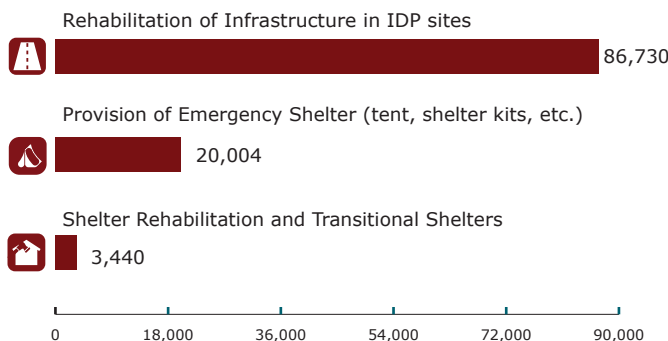 Rehabilitation of Infrastructure in IDP sites
86,730
Provision of Emergency Shelter (tent, shelter kits, etc.)
20,004
Shelter Rehabilitation and Transitional Shelters
3,440
0 18,000 36,000 54,000 72,000 90,000